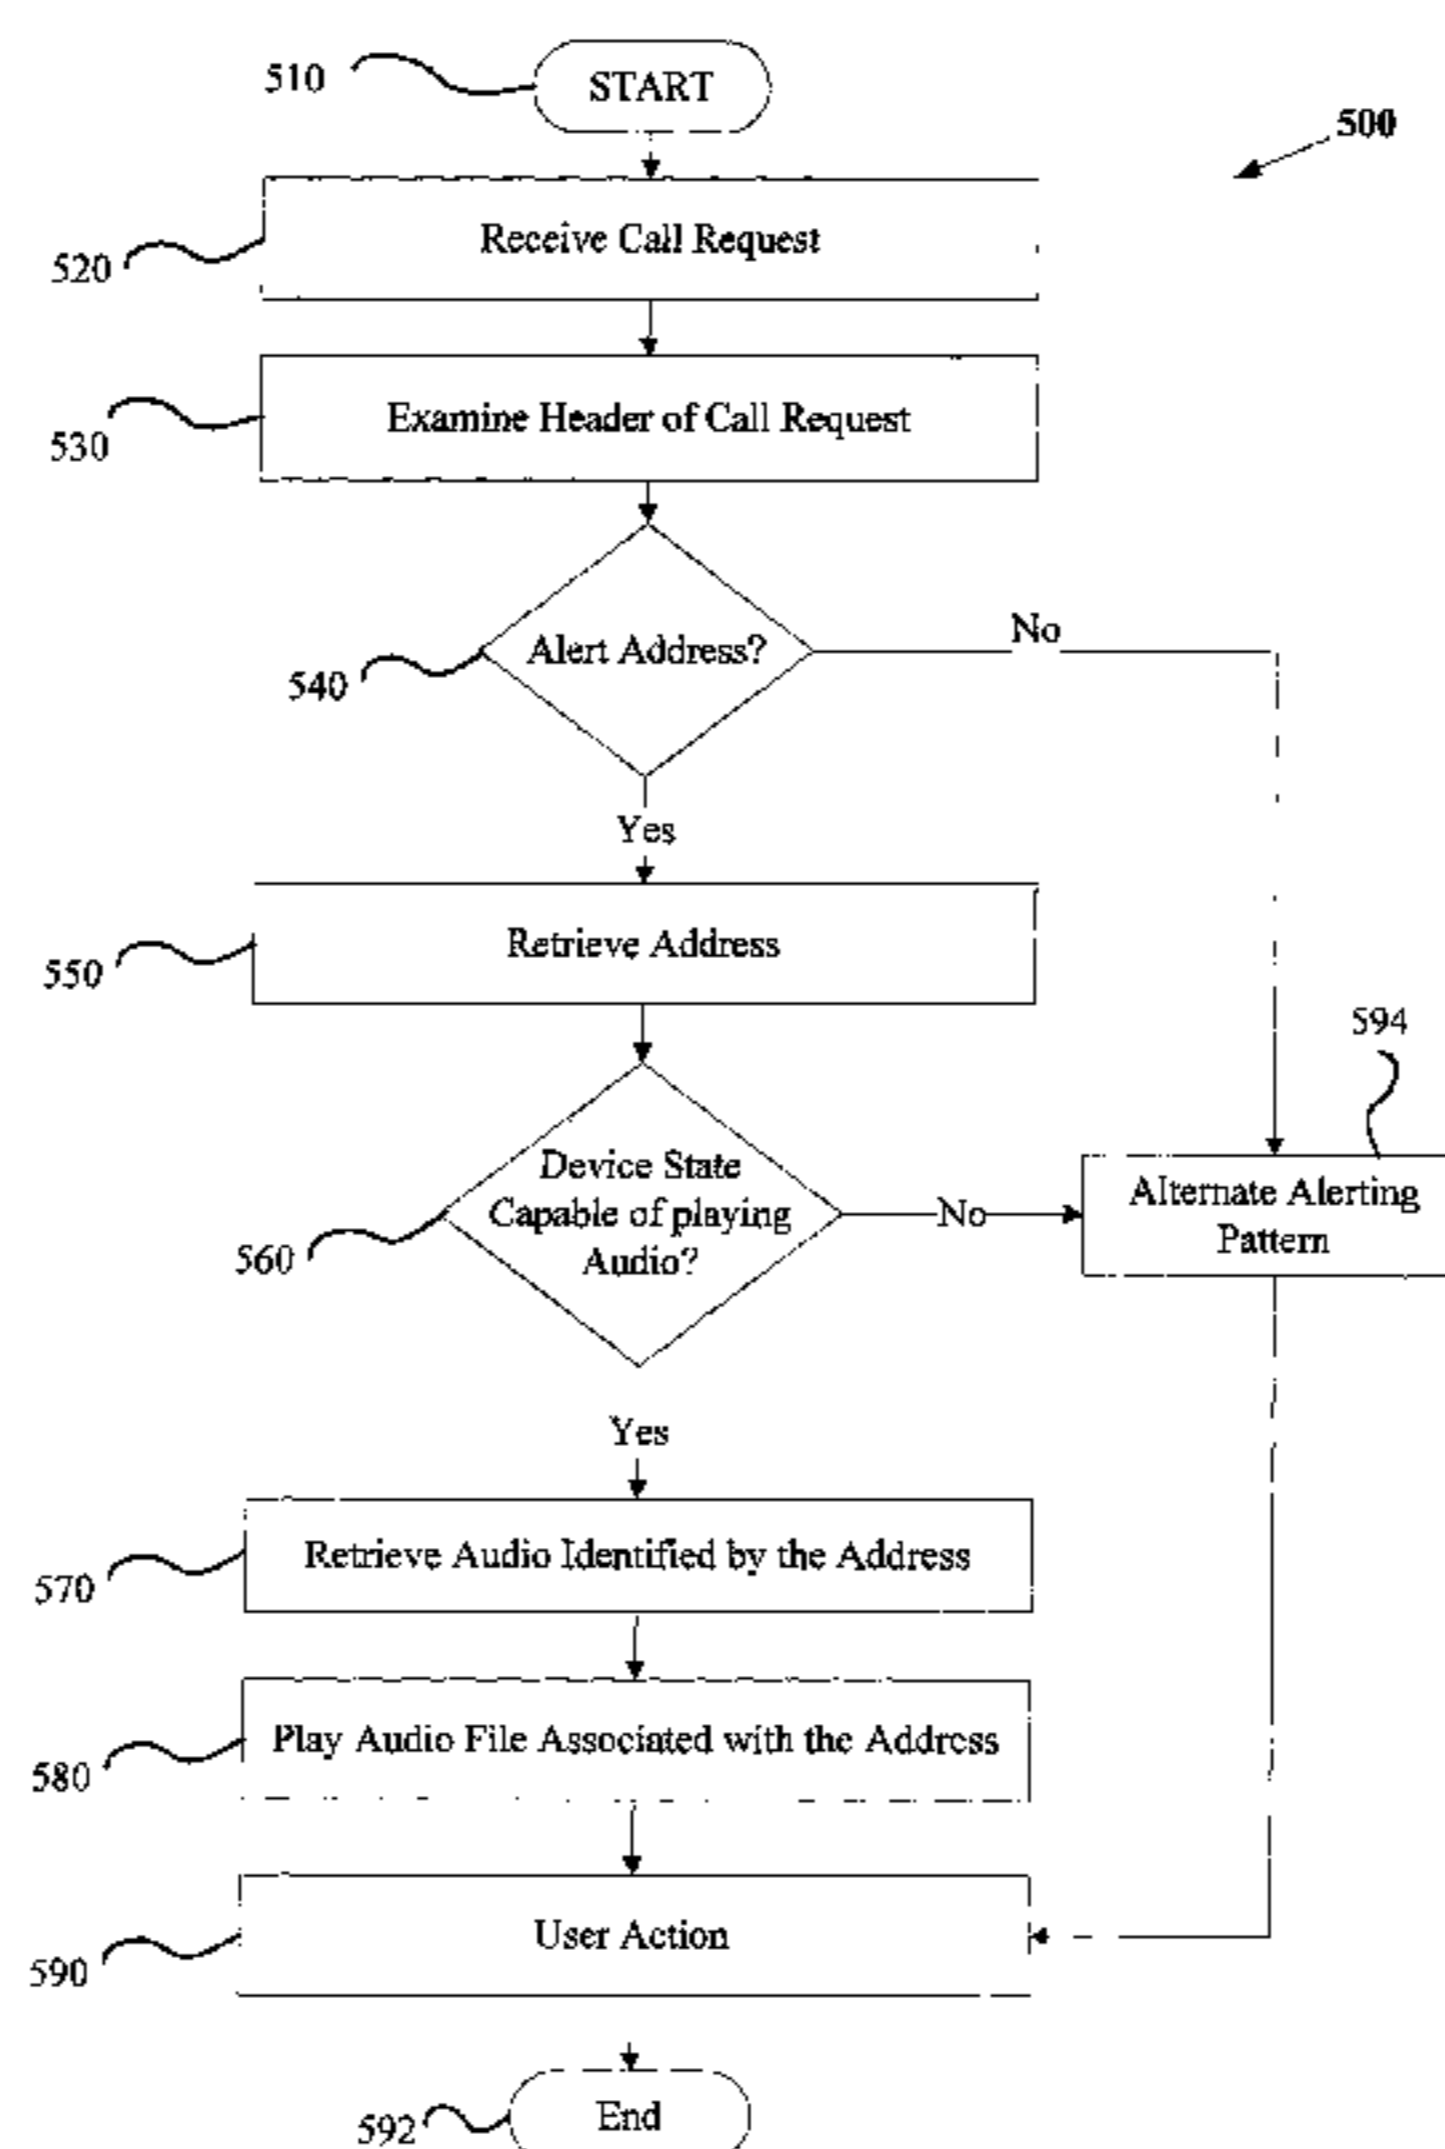 510
START
500
Receive Call Request
520
Examine Header of Call Request
530
No
Alert Address?
540
Yes
Retrieve Address
550
594
Device State
Capable of playing
Audio?
No
Alternate Alerting
Pattern
560
Yes
Retrieve Audio Identified by the Address
570
Play Audio File Associated with the Address
580
User Action
590
End
592